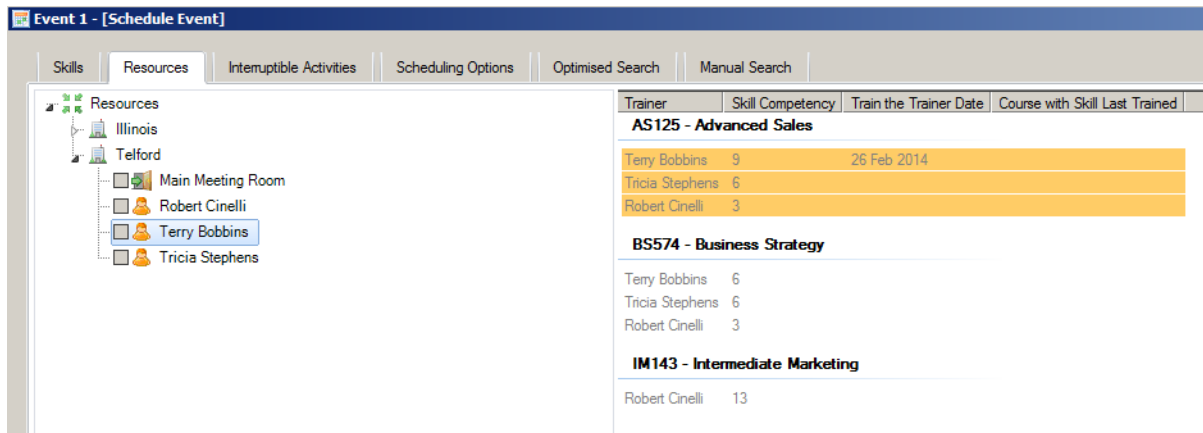 Event 1 - [Schedule Event]
Skills Resources Interruptible Activities Scheduling Options Optimised Search Manual Search
Resources
Illinois
Telford
Main Meeting Room
Robert Cinelli
Terry Bobbins
Tricia Stephens
Trainer Skill Competency Train the Trainer Date Course with Skill Last Trained
AS125 - Advanced Sales
Terry Bobbins 9 26 Feb 2014
Tricia Stephens 6
Robert Cinelli 3
BS574 - Business Strategy
Terry Bobbins 6
Tricia Stephens 6
Robert Cinelli 3
IM143 - Intermediate Marketing
Robert Cinelli 13